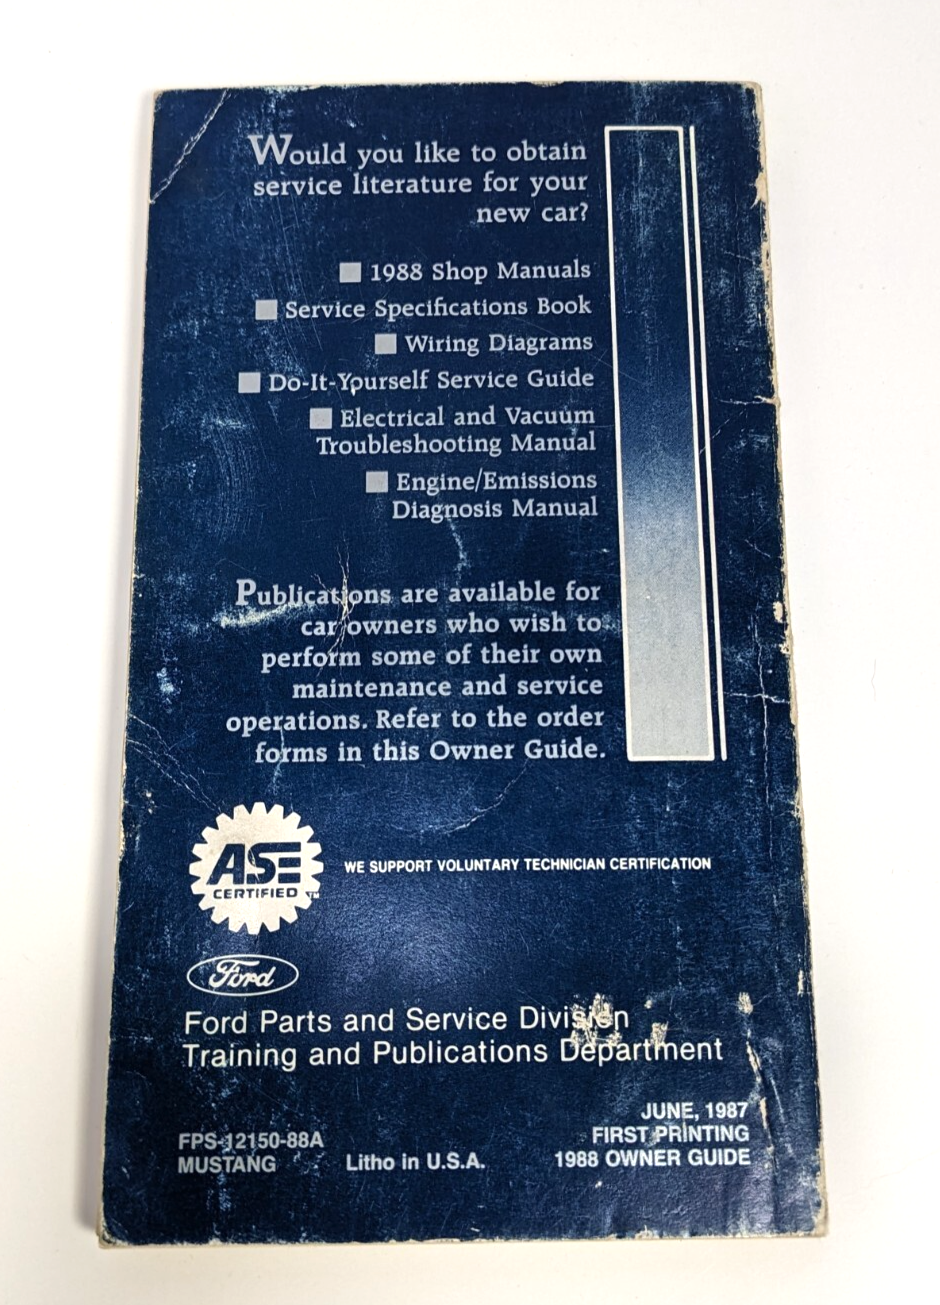 Would you like to obtain
service literature for your
new car?
1988 Shop Manuals
Service Specifications Book
Wiring Diagrams
Do-It-Yourself Service Guide
Electrical and Vacuum
Troubleshooting Manual
Engine/Emissions
Diagnosis Manual
Publications are available for
car owners who wish to
perform some of their own
maintenance and service
operations. Refer to the order
forms in this Owner Guide.
ASE
CERTIFIED TM
WE SUPPORT VOLUNTARY TECHNICIAN CERTIFICATION
Ford
Ford Parts and Service Division
Training and Publications Department
JUNE, 1987
FPS-12150-88A FIRST PRINTING
MUSTANG Litho in U.S.A. 1988 OWNER GUIDE